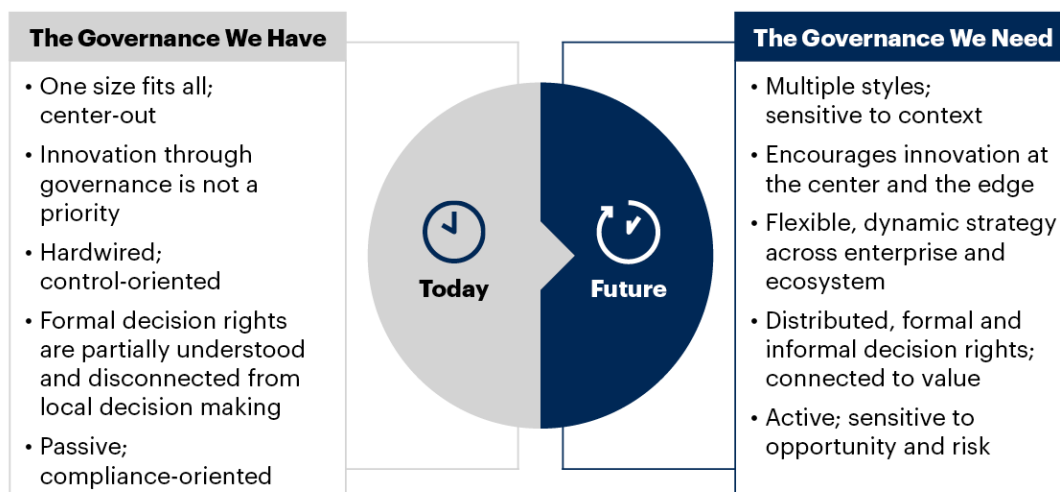 The Governance We Have
• One size fits all;
center-out
• Innovation through
governance is not a
priority
• Hardwired;
control-oriented
• Formal decision rights
are partially understood
and disconnected from
local decision making
• Passive;
compliance-oriented
Today
Future
The Governance We Need
• Multiple styles;
sensitive to context
• Encourages innovation at
the center and the edge
• Flexible, dynamic strategy
across enterprise and
ecosystem
• Distributed, formal and
informal decision rights;
connected to value
• Active; sensitive to
opportunity and risk